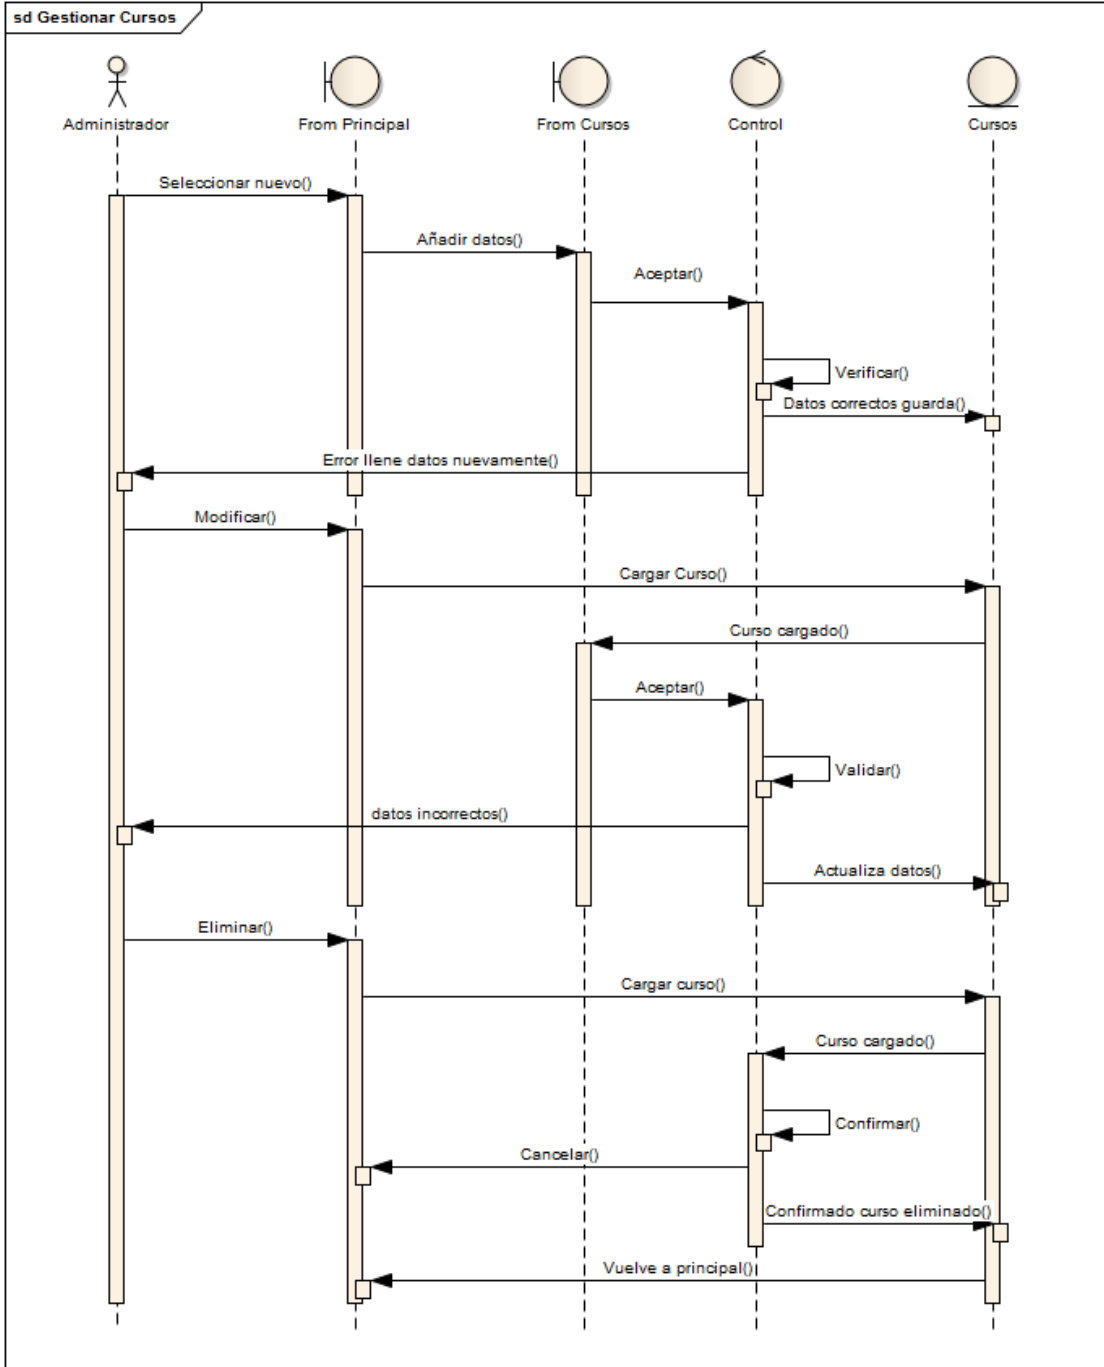 sd Gestionar Cursos
Administrador
From Principal
From Cursos
Control
Cursos
Seleccionar nuevo()
Añadir datos()
Aceptar()
Verificar()
Datos correctos guarda()
Error llene datos nuevamente()
Modificar()
Cargar Curso()
Curso cargado()
Aceptar()
Validar()
datos incorrectos()
Actualiza datos()
Eliminar()
Cargar curso()
Curso cargado()
Confirmar()
Cancelar()
Confirmado curso eliminado()
Vuelve a principal()